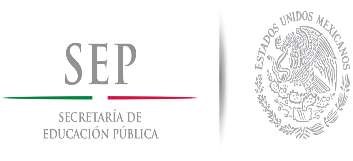 SEP
SECRETARÍA DE
EDUCACIÓN PÚBLICA
ESTADOS UNIDOS MEXICANOS